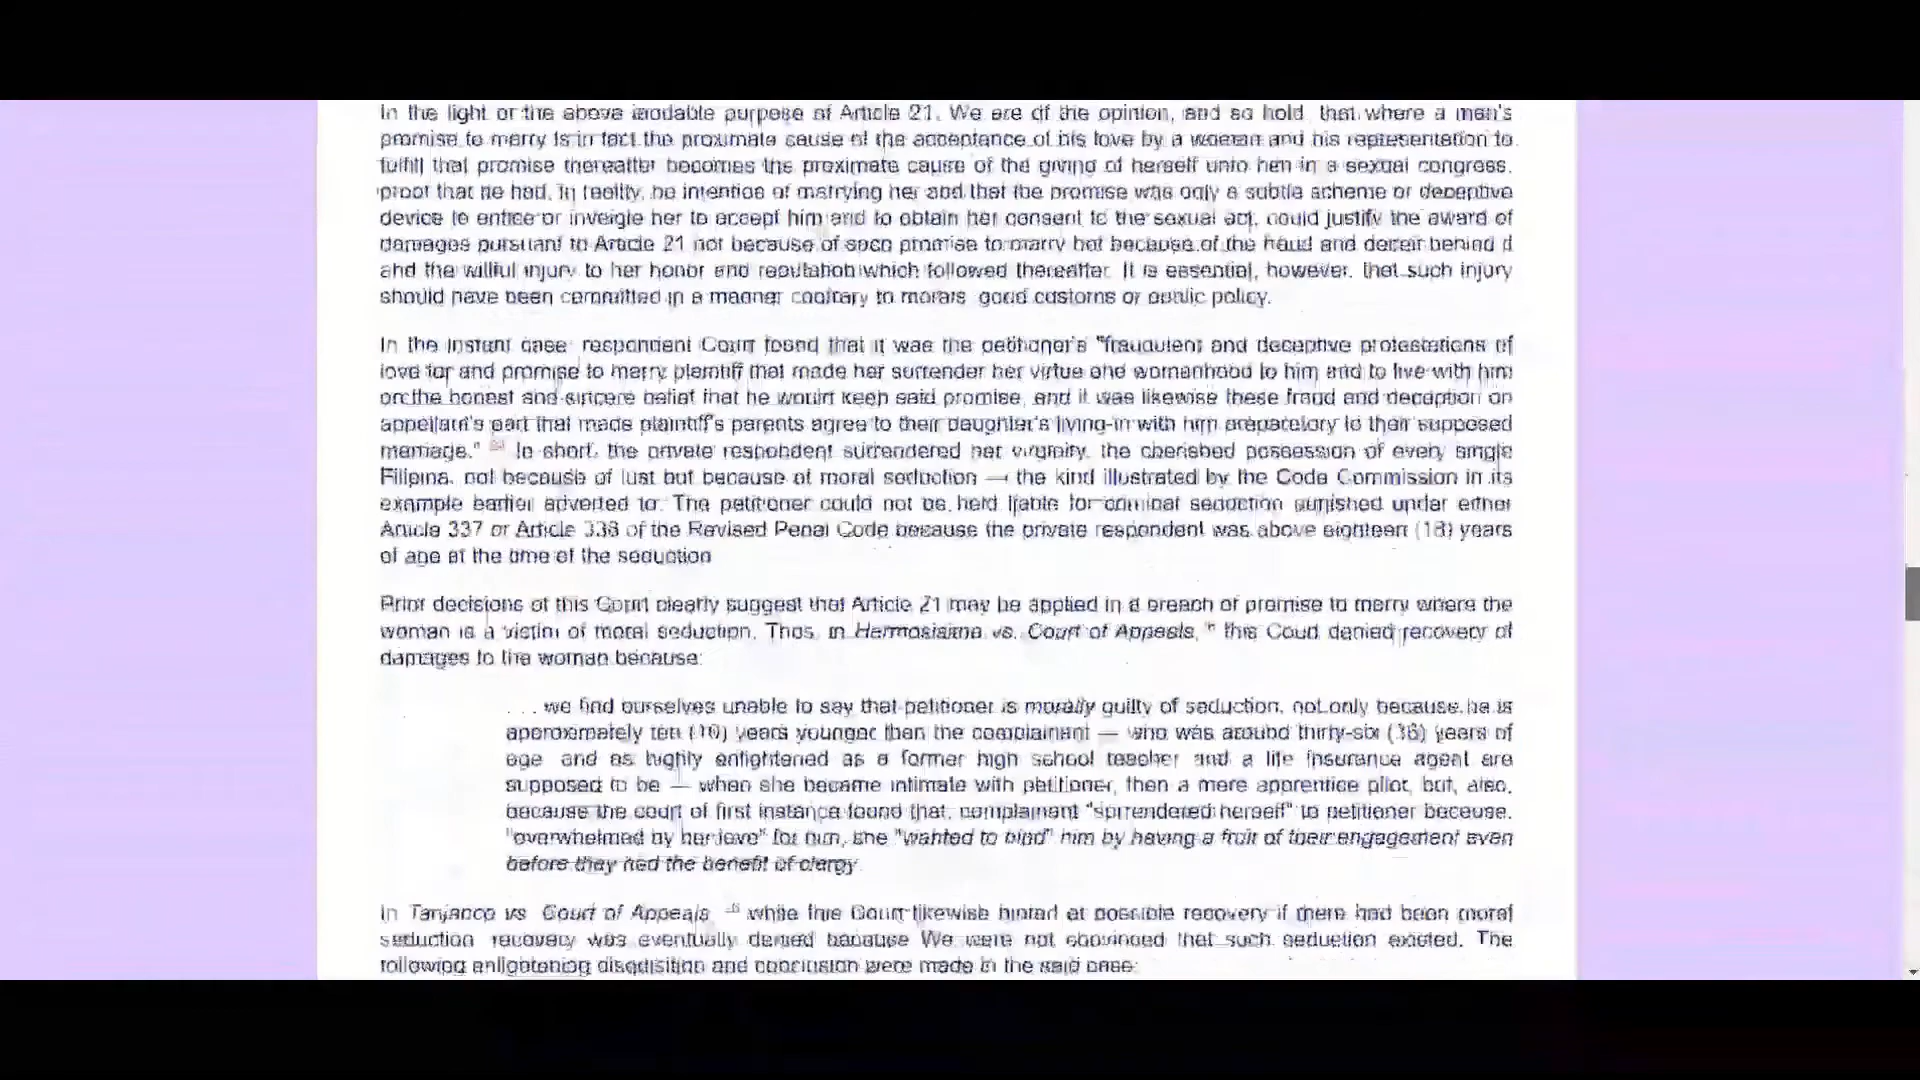 In the light of the above laudable purpose of Article 21, We are of the opinion, and so hold, that where a man's
promise to marry is in fact the proximate cause of the acceptance of his love by a woman and his representation to
fulfill that promise thereafter becomes the proximate cause of the giving of herself unto him in a sexual congress,
proof that he had, in reality, no intention of marrying her and that the promise was only a subtle scheme or deceptive
device to entice or inveigle her to accept him and to obtain her consent to the sexual act, could justify the award of
damages pursuant to Article 21 not because of such promise to marry but because of the fraud and deceit behind it
and the willful injury to her honor and reputation which followed thereafter. It is essential, however, that such injury
should have been committed in a manner contrary to morals, good customs or public policy.
In the instant case, respondent Court found that it was the petitioner's "fraudulent and deceptive protestations of
love for and promise to marry plaintiff that made her surrender her virtue and womanhood to him and to live with him
on the honest and sincere belief that he would keep said promise, and it was likewise these fraud and deception on
appellant's part that made plaintiff's parents agree to their daughter's living-in with him preparatory to their supposed
marriage." In short, the private respondent surrendered her virginity, the cherished possession of every single
Filipina, not because of lust but because of moral seduction — the kind illustrated by the Code Commission in its
example earlier adverted to. The petitioner could not be held liable for criminal seduction punished under either
Article 337 or Article 338 of the Revised Penal Code because the private respondent was above eighteen (18) years
of age at the time of the seduction
Prior decisions of this Court clearly suggest that Article 21 may be applied in a breach of promise to marry where the
woman is a victim of moral seduction. Thus, in Hermosisima vs. Court of Appeals, this Court denied recovery of
damages to the woman because:
. . . we find ourselves unable to say that petitioner is morally guilty of seduction, not only because he is
approximately ten (10) years younger than the complainant — who was around thirty-six (36) years of
age and as highly enlightened as a former high school teacher and a life insurance agent are
supposed to be — when she became intimate with petitioner, then a mere apprentice pilot, but, also,
because the court of first instance found that, complainant "surrendered herself" to petitioner because,
"overwhelmed by her love" for him, she "wanted to bind" him by having a fruit of their engagement even
before they had the benefit of clergy.
In Tanjanco vs. Court of Appeals, while this Court likewise hinted at possible recovery if there had been moral
seduction recovery was eventually denied because We were not convinced that such seduction existed. The
following enlightening disquisition and conclusion were made in the said case: